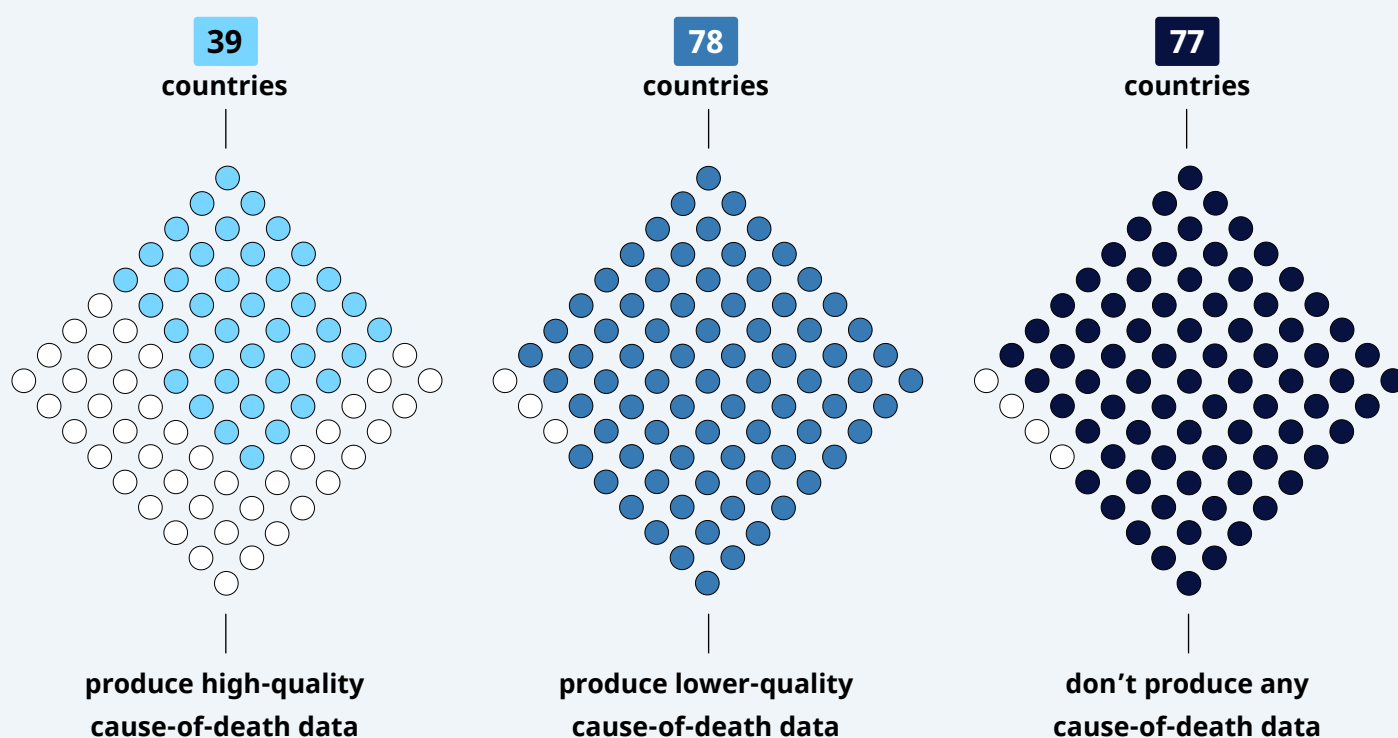 39
countries
produce high-quality
cause-of-death data
78
countries
produce lower-quality
cause-of-death data
77
countries
don’t produce any
cause-of-death data